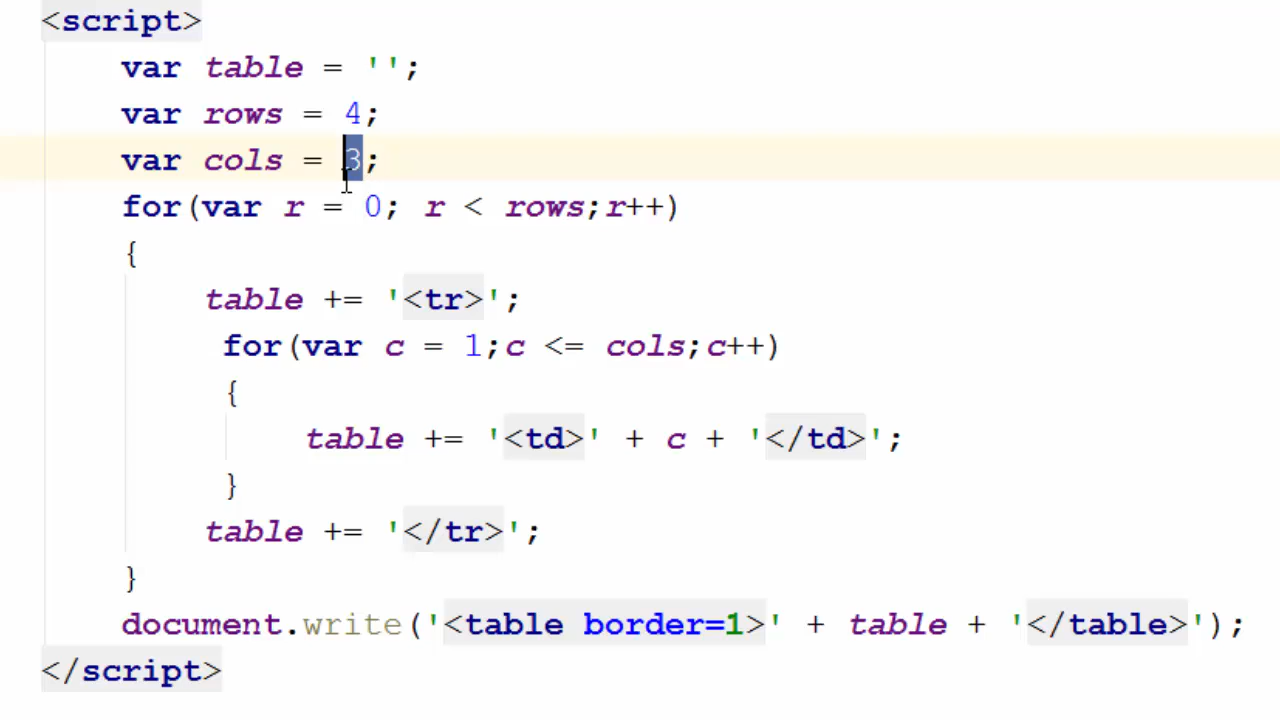 <script>
var table = '';
var rows = 4;
var cols = 3;
for(var r = 0; r < rows;r++)
{
table += '<tr>';
for(var c = 1;c <= cols;c++)
{
table += '<td>' + c + '</td>';
}
table += '</tr>';
}
document.write('<table border=1>' + table + '</table>');
</script>